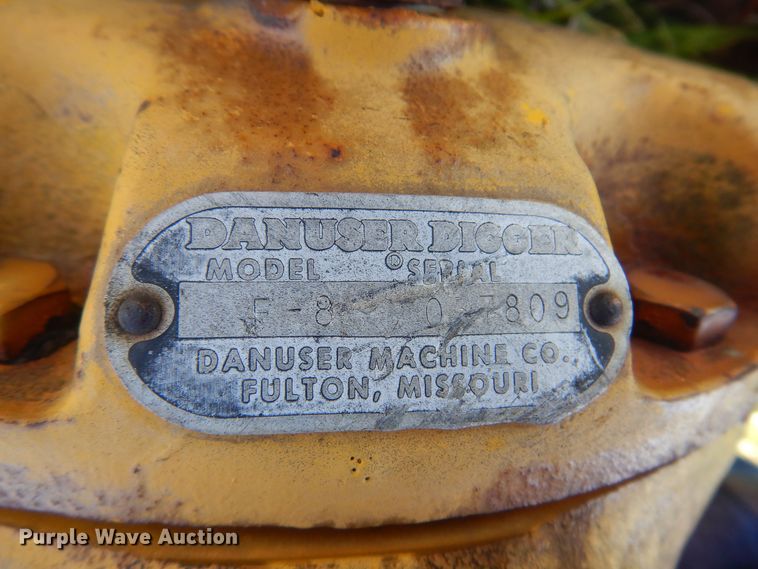 DANUSER DIGGER
MODEL ® SERIAL
F-8 7809
DANUSER MACHINE CO.
FULTON, MISSOURI
Purple Wave Auction